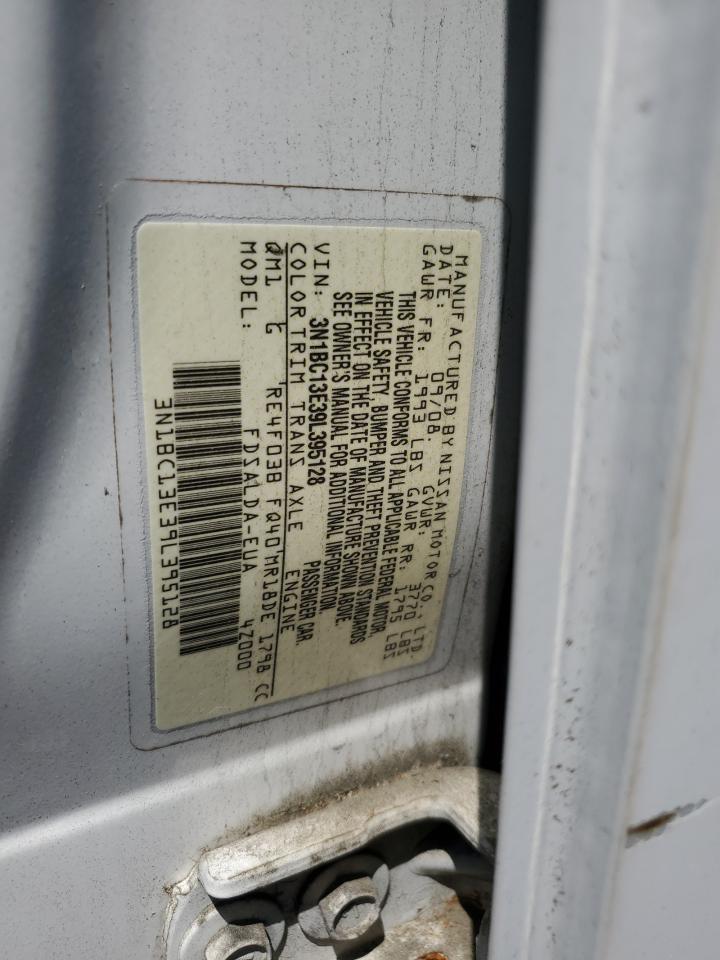 MANUFACTURED BY NISSAN MOTOR CO., LTD.
DATE: 09/08. GVWR: 3770 LBS
GAWR FR: 1993 LBS GAWR RR: 1795 LBS
THIS VEHICLE CONFORMS TO ALL APPLICABLE FEDERAL MOTOR
VEHICLE SAFETY, BUMPER AND THEFT PREVENTION STANDARDS
IN EFFECT ON THE DATE OF MANUFACTURE SHOWN ABOVE.
SEE OWNER'S MANUAL FOR ADDITIONAL INFORMATION.
VIN: 3N1BC13E39L395128 PASSENGER CAR.
COLOR TRIM TRANS AXLE ENGINE
QM1 G RE4F03B FQ40 MR18DE 1798 CC
MODEL: FDSALDA-EUA 4Z000
3N1BC13E39L395128